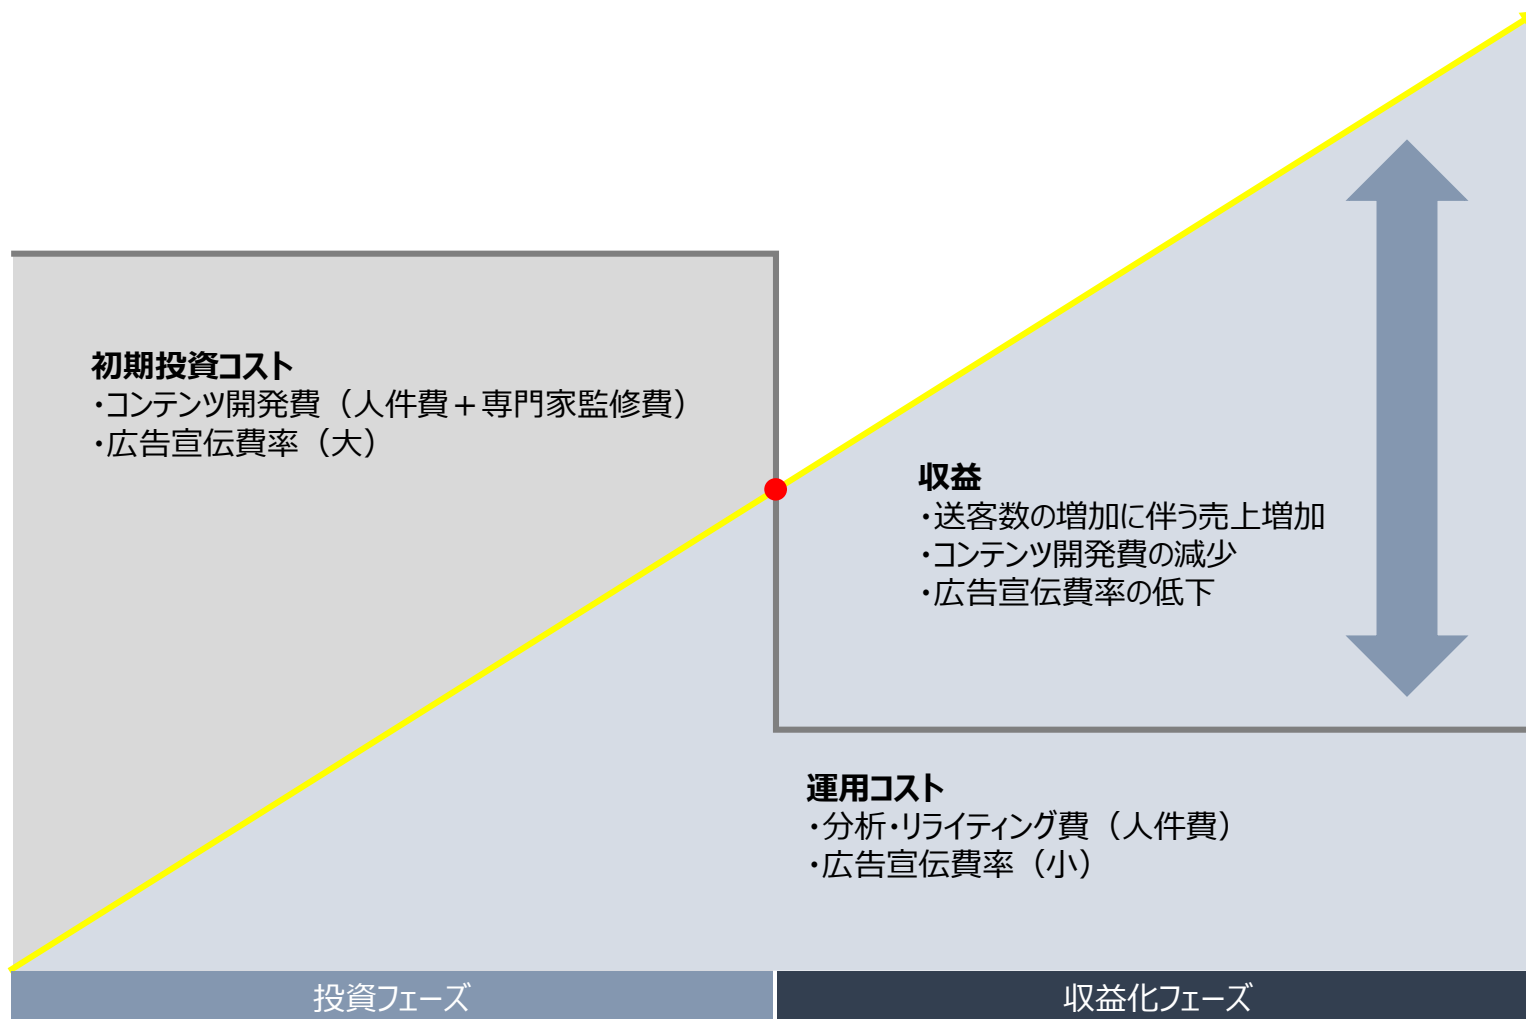 初期投資コスト
・コンテンツ開発費（人件費＋専門家監修費）
・広告宣伝費率（大）
収益
・送客数の増加に伴う売上増加
・コンテンツ開発費の減少
・広告宣伝費率の低下
運用コスト
・分析・リライティング費（人件費）
・広告宣伝費率（小）
投資フェーズ
収益化フェーズ